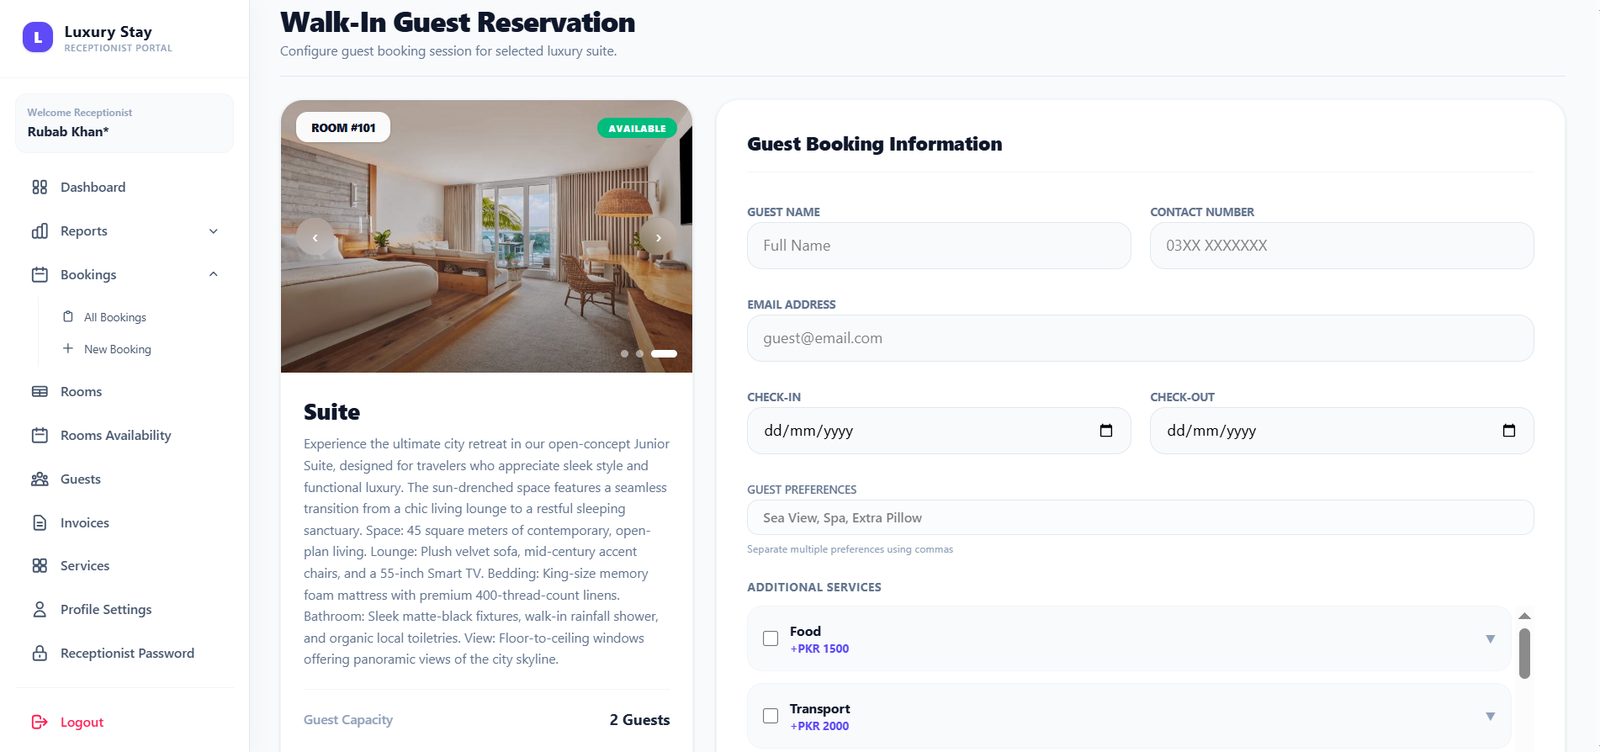 L
Luxury Stay
RECEPTIONIST PORTAL
Welcome Receptionist
Rubab Khan*
Dashboard
Reports
Bookings
All Bookings
New Booking
Rooms
Rooms Availability
Guests
Invoices
Services
Profile Settings
Receptionist Password
Logout
Walk-In Guest Reservation
Configure guest booking session for selected luxury suite.
ROOM #101
AVAILABLE
Suite
Experience the ultimate city retreat in our open-concept Junior
Suite, designed for travelers who appreciate sleek style and
functional luxury. The sun-drenched space features a seamless
transition from a chic living lounge to a restful sleeping
sanctuary. Space: 45 square meters of contemporary, open-
plan living. Lounge: Plush velvet sofa, mid-century accent
chairs, and a 55-inch Smart TV. Bedding: King-size memory
foam mattress with premium 400-thread-count linens.
Bathroom: Sleek matte-black fixtures, walk-in rainfall shower,
and organic local toiletries. View: Floor-to-ceiling windows
offering panoramic views of the city skyline.
Guest Capacity
2 Guests
Guest Booking Information
GUEST NAME
Full Name
CONTACT NUMBER
03XX XXXXXXX
EMAIL ADDRESS
guest@email.com
CHECK-IN
dd/mm/yyyy
CHECK-OUT
dd/mm/yyyy
GUEST PREFERENCES
Sea View, Spa, Extra Pillow
Separate multiple preferences using commas
ADDITIONAL SERVICES
Food
+PKR 1500
Transport
+PKR 2000